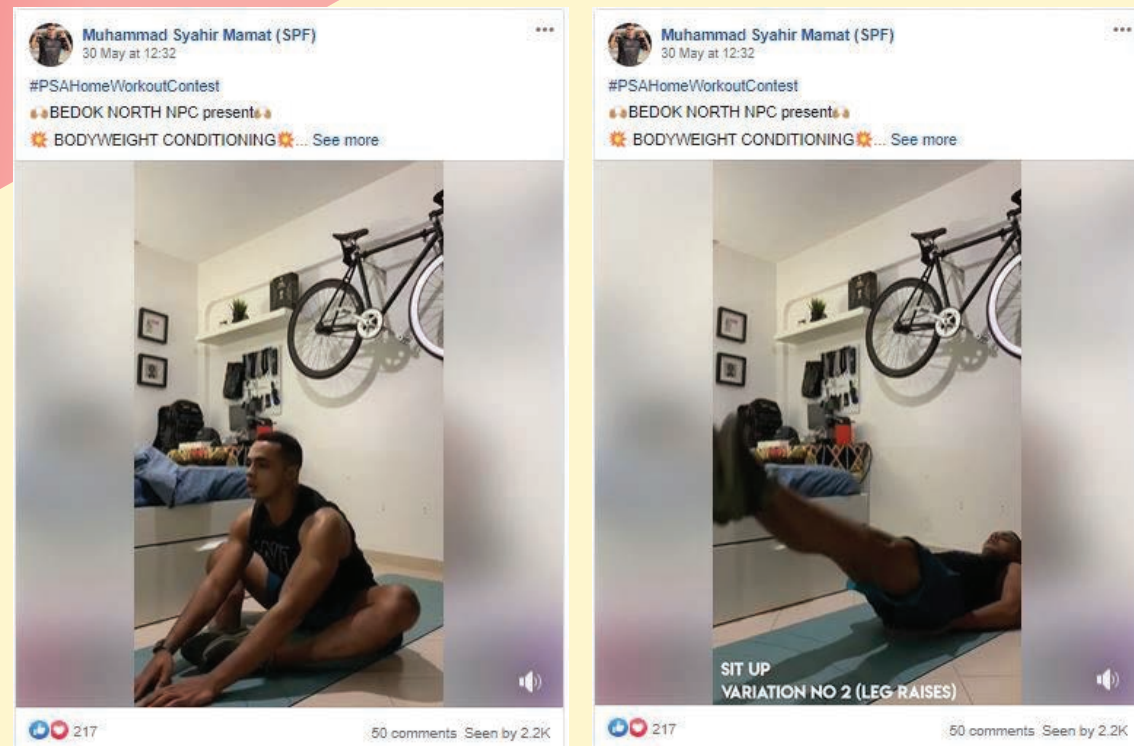 Muhammad Syahir Mamat (SPF)
30 May at 12:32
#PSAHomeWorkoutContest
🙌BEDOK NORTH NPC present🙌
💥 BODYWEIGHT CONDITIONING💥... See more
217
50 comments Seen by 2.2K
Muhammad Syahir Mamat (SPF)
30 May at 12:32
#PSAHomeWorkoutContest
🙌BEDOK NORTH NPC present🙌
💥 BODYWEIGHT CONDITIONING💥... See more
SIT UP
VARIATION NO 2 (LEG RAISES)
217
50 comments Seen by 2.2K